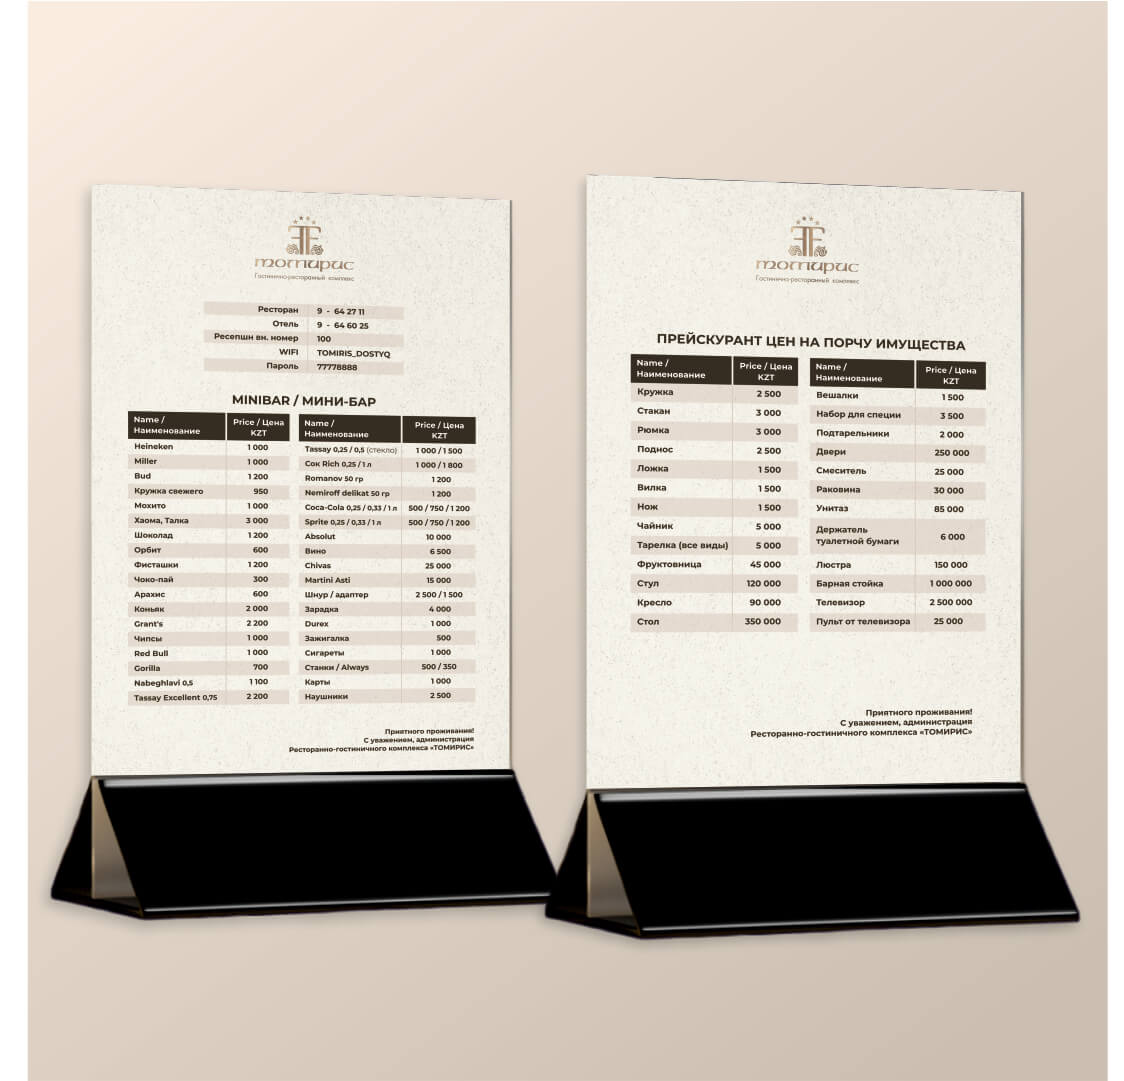 томирис
Гостинично-ресторанный комплекс
Ресторан 9 - 64 27 11
Отель 9 - 64 60 25
Ресепшн вн. номер 100
WIFI TOMIRIS_DOSTYQ
Пароль 77778888
MINIBAR / МИНИ-БАР
Name / Наименование Price / Цена KZT
Heineken 1 000
Miller 1 000
Bud 1 200
Кружка свежего 950
Мохито 1 000
Хаома, Талка 3 000
Шоколад 1 200
Орбит 600
Фисташки 1 200
Чоко-пай 300
Арахис 600
Коньяк 2 000
Grant's 2 200
Чипсы 1 000
Red Bull 1 000
Gorilla 700
Nabeghlavi 0,5 1 100
Tassay Excellent 0,75 2 200
Name / Наименование Price / Цена KZT
Tassay 0,25 / 0,5 (стекло) 1 000 / 1 500
Сок Rich 0,25 / 1 л 1 000 / 1 800
Romanov 50 гр 1 200
Nemiroff delikat 50 гр 1 200
Coca-Cola 0,25 / 0,33 / 1 л 500 / 750 / 1 200
Sprite 0,25 / 0,33 / 1 л 500 / 750 / 1 200
Absolut 10 000
Вино 6 500
Chivas 25 000
Martini Asti 15 000
Шнур / адаптер 2 500 / 1 500
Зарадка 4 000
Durex 1 000
Зажигалка 500
Сигареты 1 000
Станки / Always 500 / 350
Карты 1 000
Наушники 2 500
Приятного проживания!
С уважением, администрация
Ресторанно-гостиничного комплекса «ТОМИРИС»
томирис
Гостинично-ресторанный комплекс
ПРЕЙСКУРАНТ ЦЕН НА ПОРЧУ ИМУЩЕСТВА
Name / Наименование Price / Цена KZT
Кружка 2 500
Стакан 3 000
Рюмка 3 000
Поднос 2 500
Ложка 1 500
Вилка 1 500
Нож 1 500
Чайник 5 000
Тарелка (все виды) 5 000
Фруктовница 45 000
Стул 120 000
Кресло 90 000
Стол 350 000
Name / Наименование Price / Цена KZT
Вешалки 1 500
Набор для специи 3 500
Подтарельники 2 000
Двери 250 000
Смеситель 25 000
Раковина 30 000
Унитаз 85 000
Держатель
туалетной бумаги 6 000
Люстра 150 000
Барная стойка 1 000 000
Телевизор 2 500 000
Пульт от телевизора 25 000
Приятного проживания!
С уважением, администрация
Ресторанно-гостиничного комплекса «ТОМИРИС»